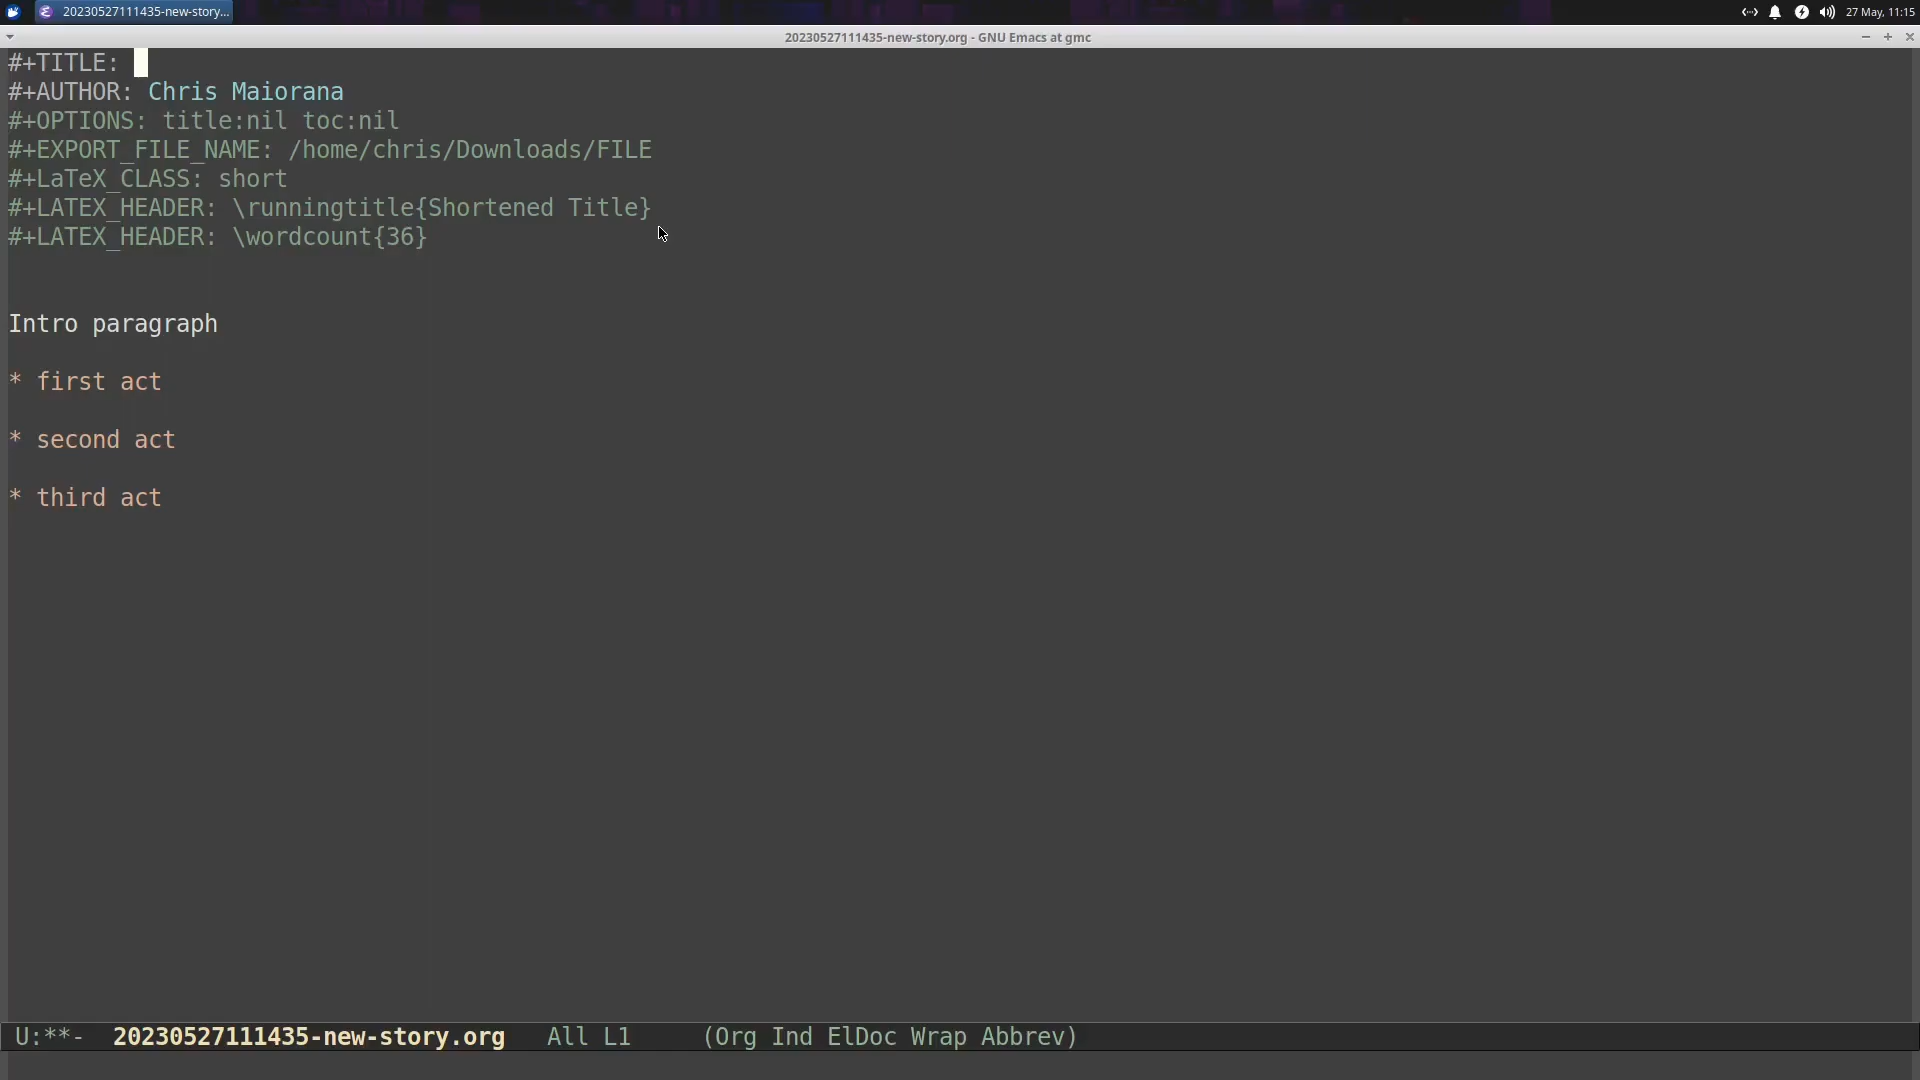 20230527111435-new-story...
27 May, 11:15
20230527111435-new-story.org - GNU Emacs at gmc
#+TITLE:
#+AUTHOR: Chris Maiorana
#+OPTIONS: title:nil toc:nil
#+EXPORT_FILE_NAME: /home/chris/Downloads/FILE
#+LaTeX_CLASS: short
#+LATEX_HEADER: \runningtitle{Shortened Title}
#+LATEX_HEADER: \wordcount{36}
Intro paragraph
* first act
* second act
* third act
U:**-  20230527111435-new-story.org   All L1     (Org Ind ElDoc Wrap Abbrev)